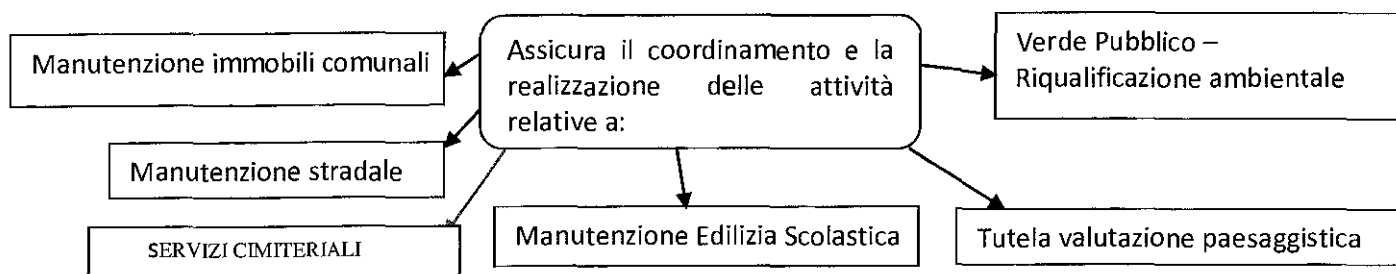 Manutenzione immobili comunali
Assicura il coordinamento e la
realizzazione delle attività
relative a:
Verde Pubblico –
Riqualificazione ambientale
Manutenzione stradale
SERVIZI CIMITERIALI
Manutenzione Edilizia Scolastica
Tutela valutazione paesaggistica